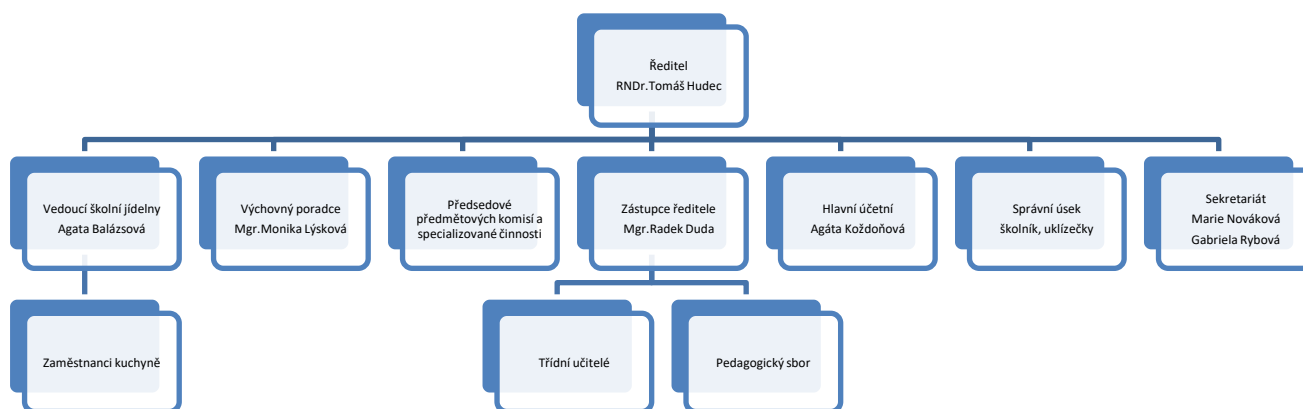 Ředitel
RNDr.Tomáš Hudec
Vedoucí školní jídelny
Agata Balázsová
Výchovný poradce
Mgr.Monika Lýsková
Předsedové
předmětových komisí a
specializované činnosti
Zástupce ředitele
Mgr.Radek Duda
Hlavní účetní
Agáta Koždoňová
Správní úsek
školník, uklízečky
Sekretariát
Marie Nováková
Gabriela Rybová
Zaměstnanci kuchyně
Třídní učitelé
Pedagogický sbor